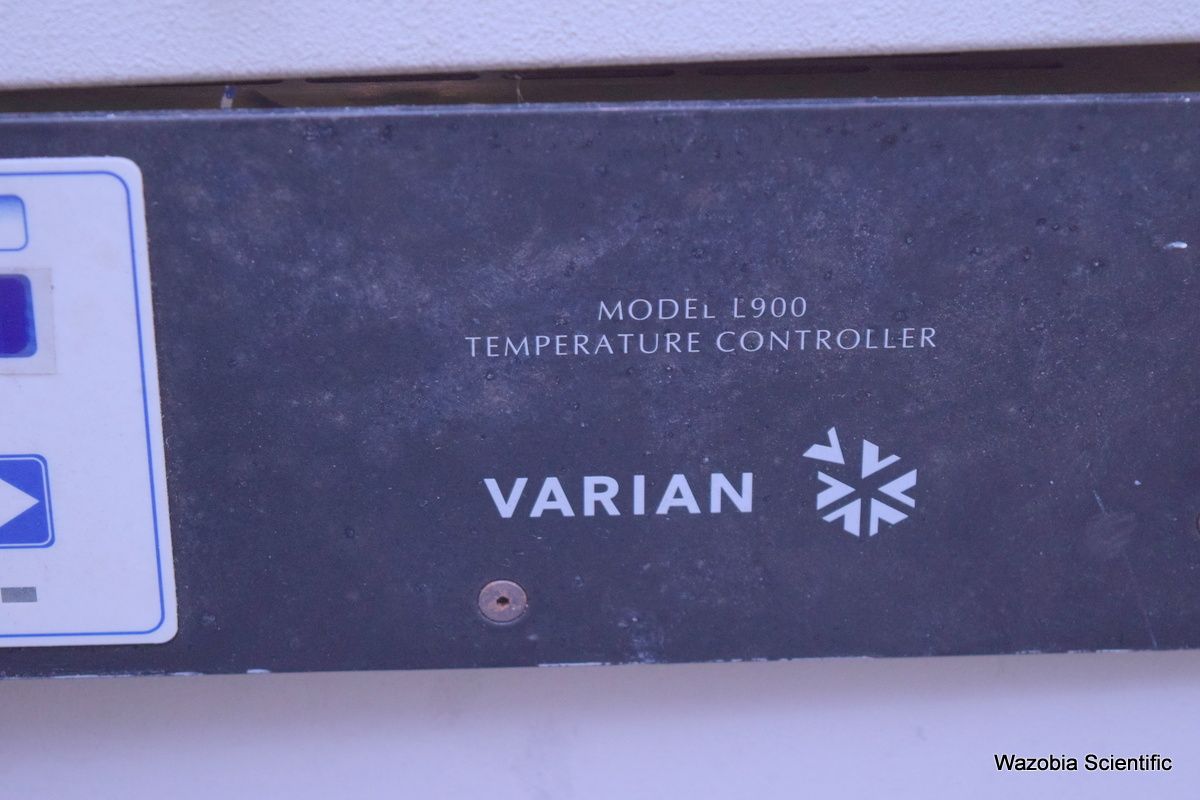 MODEL L900
TEMPERATURE CONTROLLER
VARIAN
Wazobia Scientific